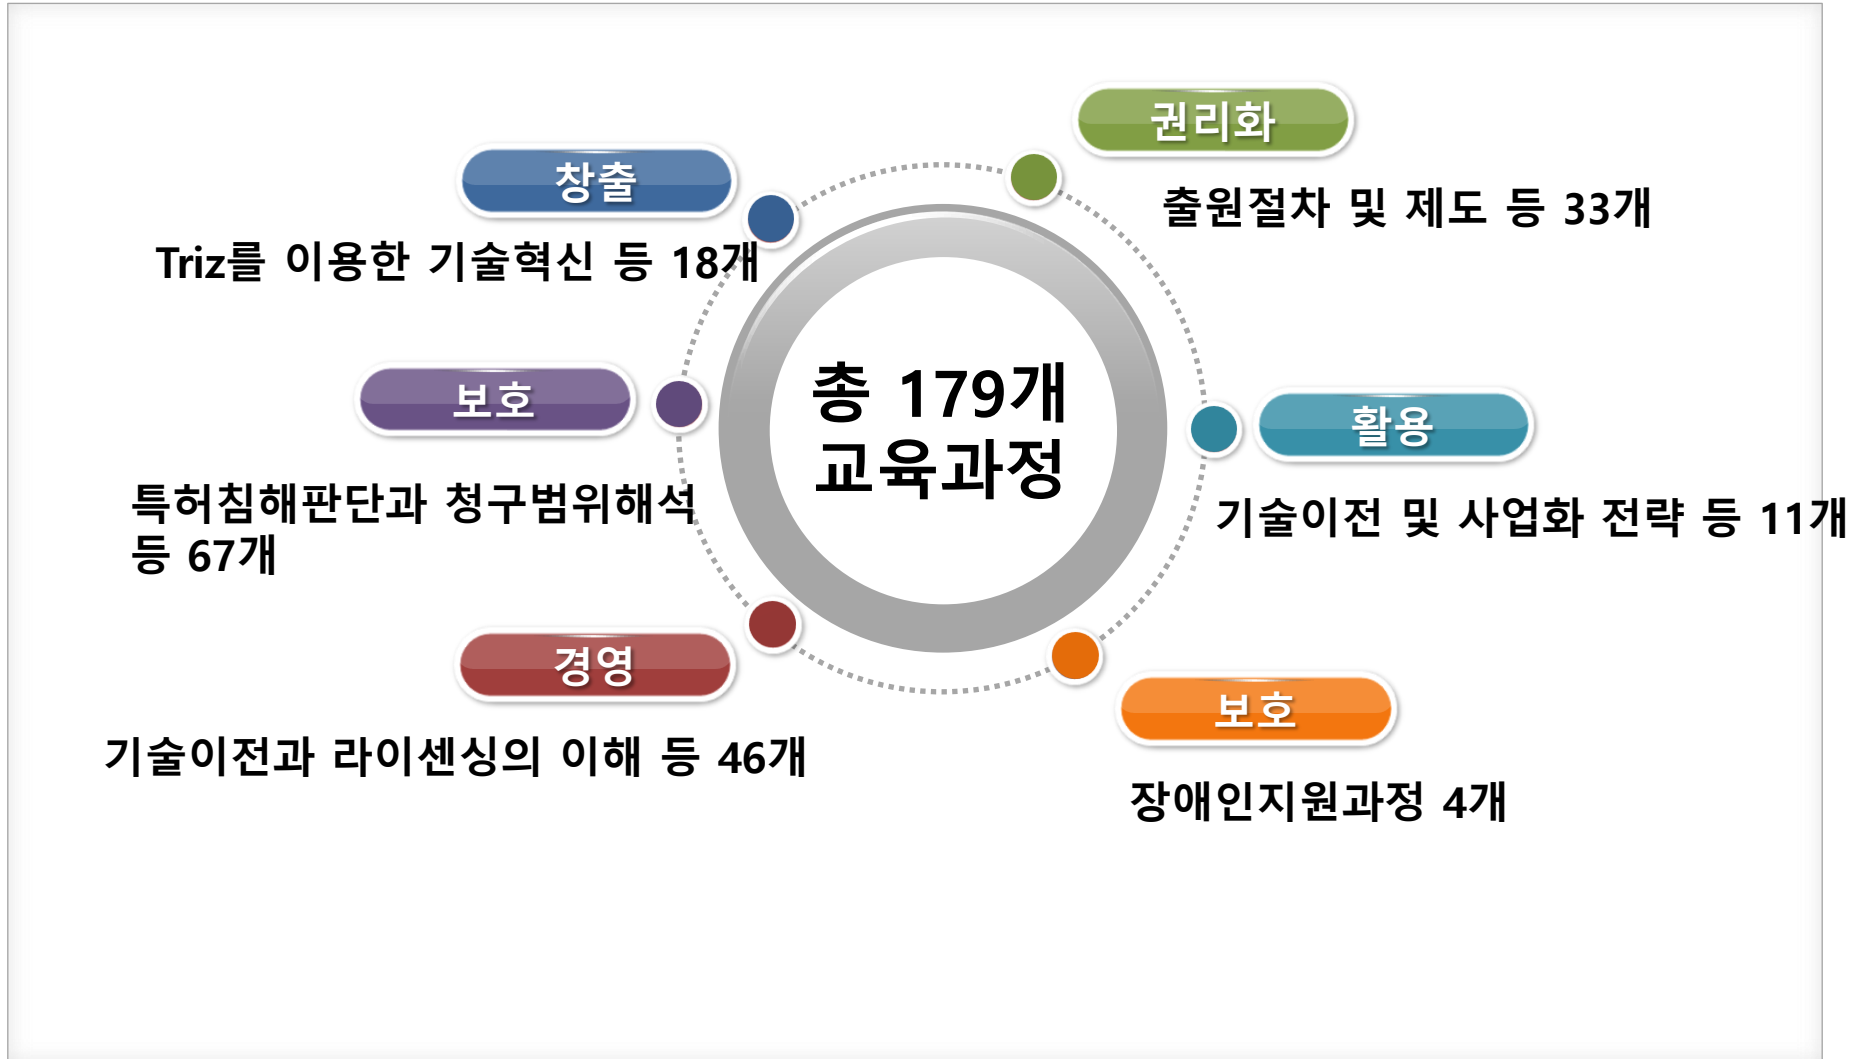 권리화
출원절차 및 제도 등 33개
창출
Triz를 이용한 기술혁신 등 18개
총 179개
교육과정
보호
특허침해판단과 청구범위해석
등 67개
활용
기술이전 및 사업화 전략 등 11개
경영
기술이전과 라이센싱의 이해 등 46개
보호
장애인지원과정 4개